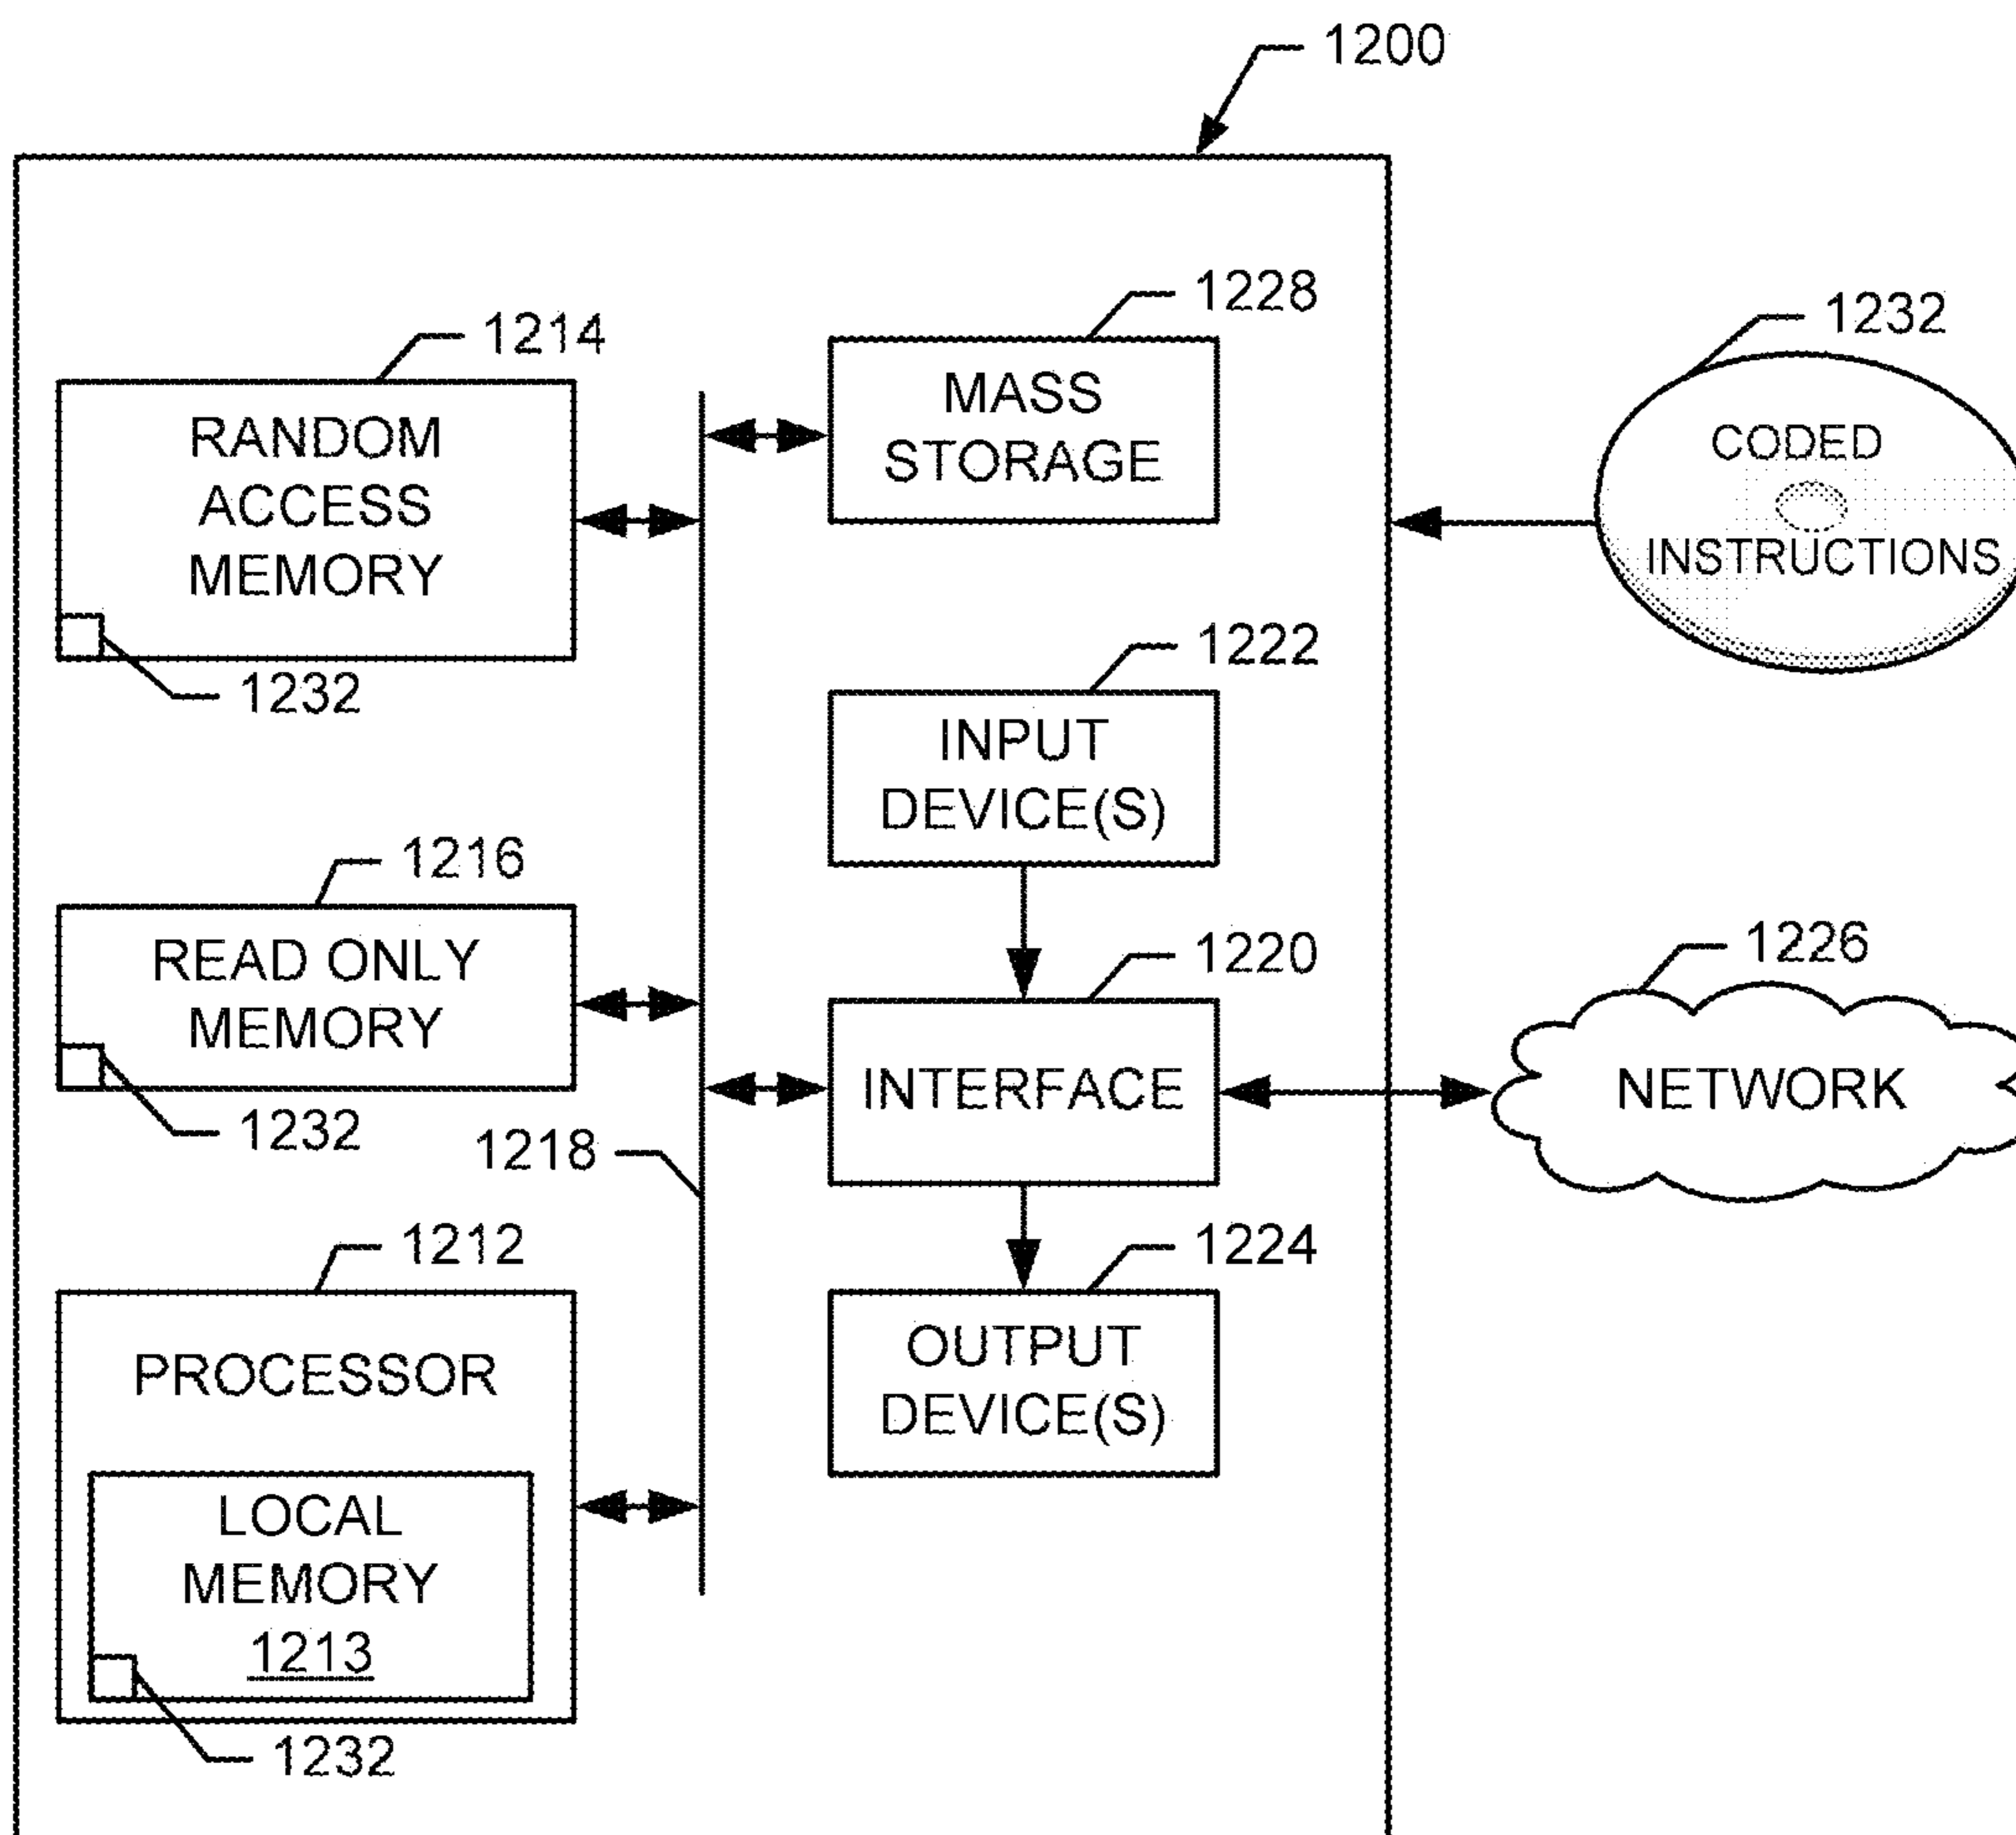 1200
1228
MASS
STORAGE
1214
RANDOM
ACCESS
MEMORY
1232
1232
CODED
INSTRUCTIONS
1222
INPUT
DEVICE(S)
1216
READ ONLY
MEMORY
1232
1220
INTERFACE
1226
NETWORK
1218
1212
PROCESSOR
LOCAL
MEMORY
1213
1232
1224
OUTPUT
DEVICE(S)